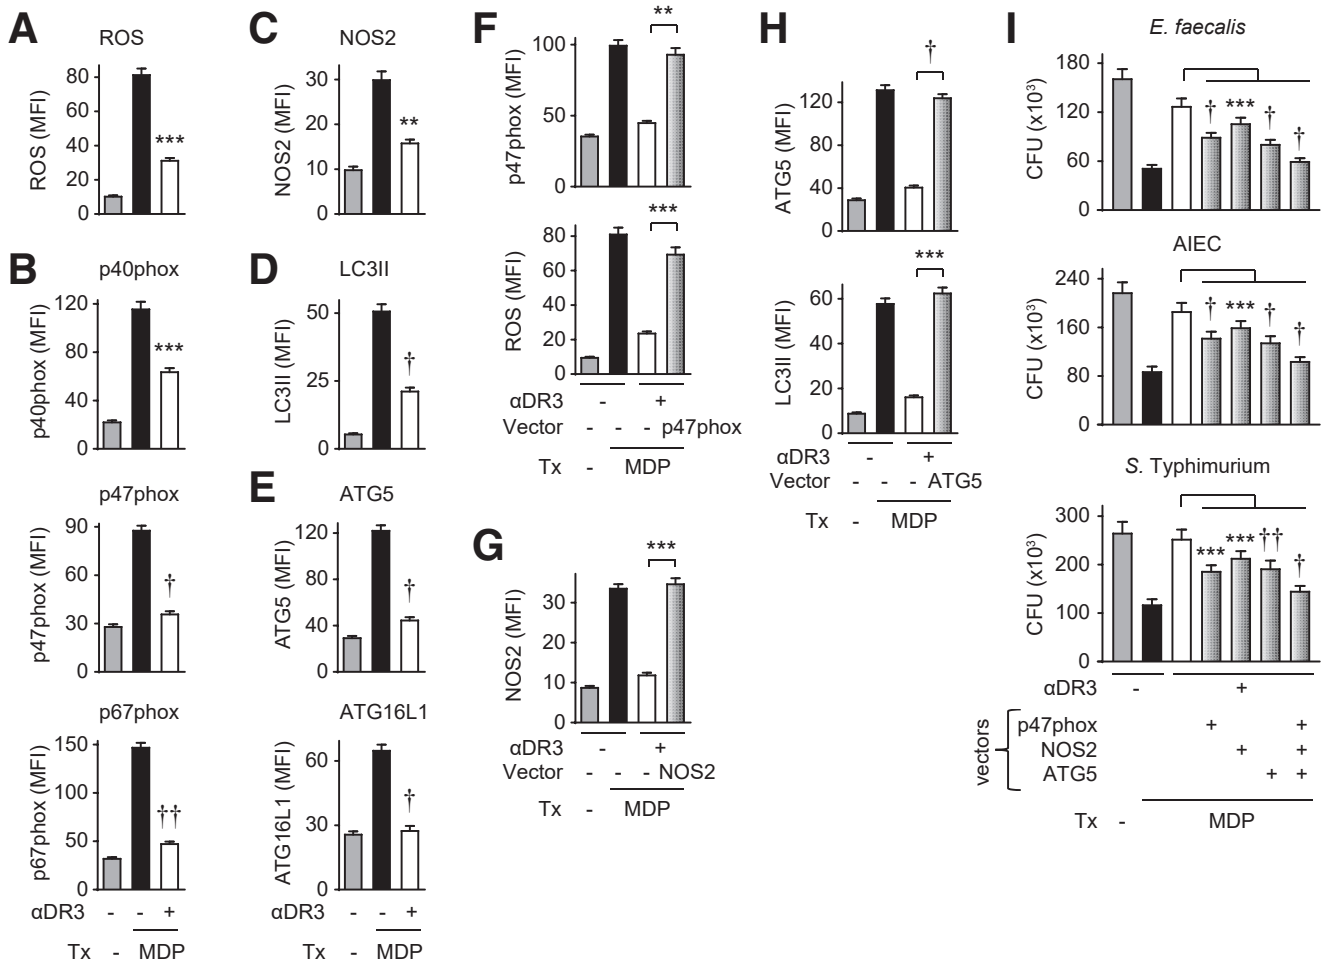 A
ROS
ROS (MFI)
80
60
40
20
0
***
B
p40phox
p40phox (MFI)
120
80
40
0
***
p47phox
p47phox (MFI)
90
60
30
0
†
p67phox
p67phox (MFI)
150
100
50
0
††
αDR3 - - +
Tx - MDP
C
NOS2
NOS2 (MFI)
30
20
10
0
**
D
LC3II
LC3II (MFI)
50
25
0
†
E
ATG5
ATG5 (MFI)
120
80
40
0
†
ATG16L1
ATG16L1 (MFI)
60
30
0
†
αDR3 - - +
Tx - MDP
F
p47phox (MFI)
100
50
0
**
ROS (MFI)
80
60
40
20
0
***
αDR3 - +
Vector - - - p47phox
Tx - MDP
G
NOS2 (MFI)
30
20
10
0
***
αDR3 - +
Vector - - - NOS2
Tx - MDP
H
ATG5 (MFI)
120
80
40
0
†
LC3II (MFI)
60
40
20
0
***
αDR3 - +
Vector - - - ATG5
Tx - MDP
I
E. faecalis
CFU (x10³)
180
120
60
0
† *** † †
AIEC
CFU (x10³)
240
160
80
0
† *** † †
S. Typhimurium
CFU (x10³)
300
200
100
0
*** *** †† †
αDR3 - +
vectors
p47phox + +
NOS2 + +
ATG5 + +
Tx - MDP